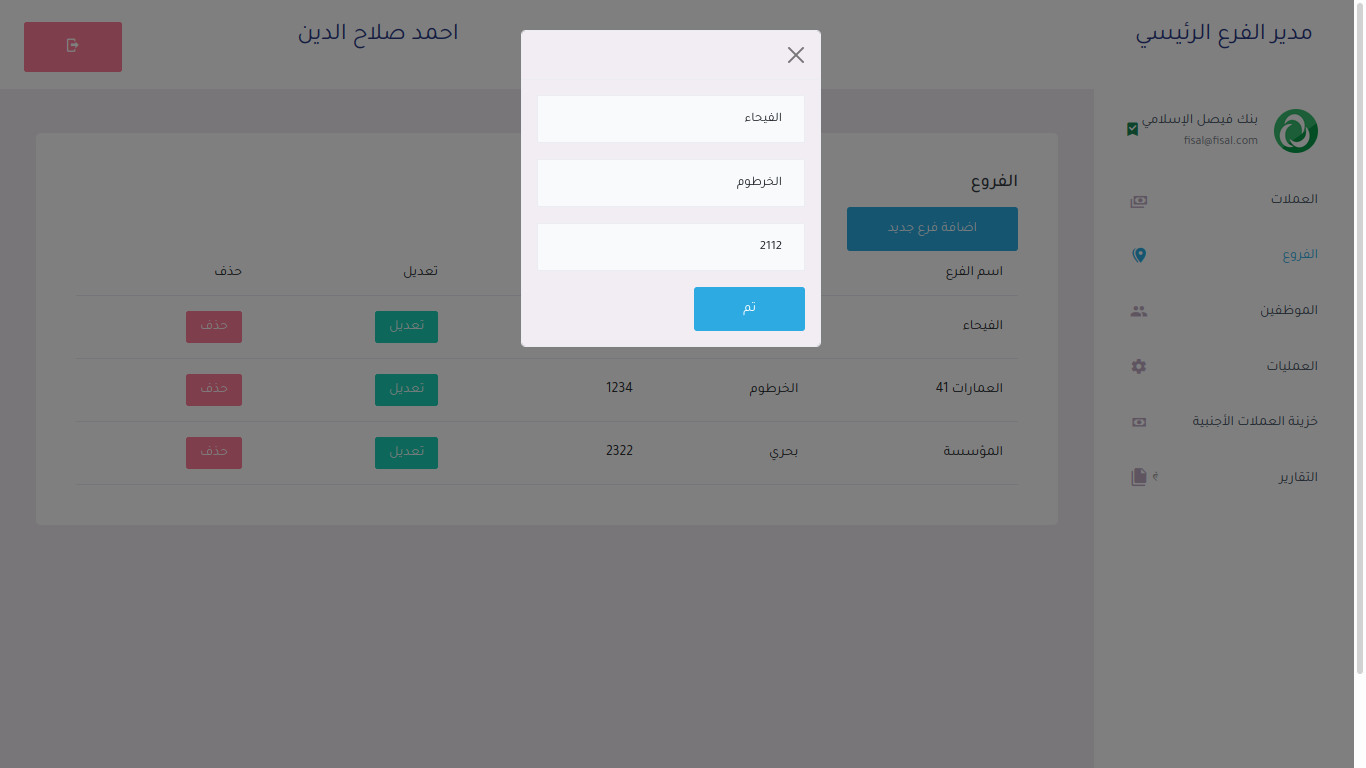 مدير الفرع الرئيسي
احمد صلاح الدين
بنك فيصل الإسلامي
fisal@fisal.com
العملات
الفروع
الموظفين
العمليات
خزينة العملات الأجنبية
التقارير
الفيحاء
الخرطوم
2112
تم
الفروع
اضافة فرع جديد
اسم الفرع تعديل حذف
الفيحاء تعديل حذف
العمارات 41 الخرطوم 1234 تعديل حذف
المؤسسة بحري 2322 تعديل حذف